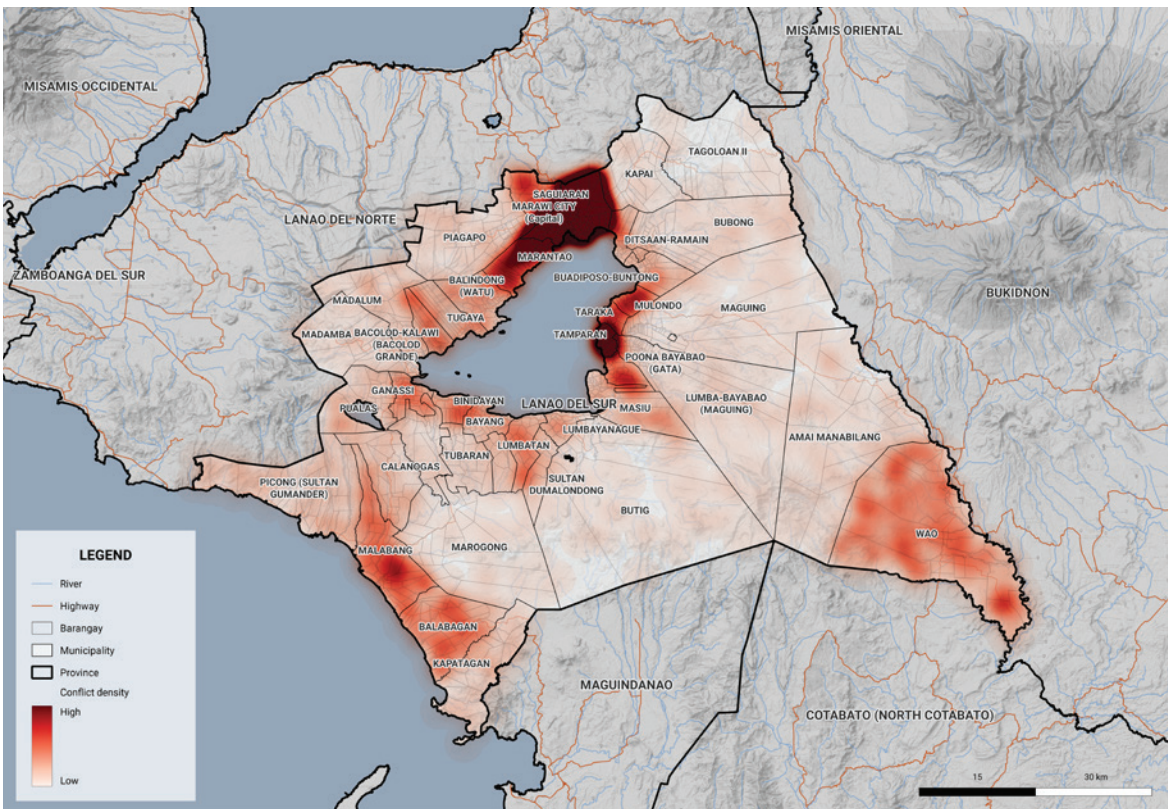 MISAMIS ORIENTAL
MISAMIS OCCIDENTAL
TAGOLOAN II
KAPAI
SAGUIARAN
MARAWI CITY
(Capital)
LANAO DEL NORTE
BUBONG
PIAGAPO
DITSAAN-RAMAIN
MARANTAO
ZAMBOANGA DEL SUR
BUADIPOSO-BUNTONG
BALINDONG
(WATU)
BUKIDNON
MADALUM
MULONDO
TARAKA
MAGUING
TUGAYA
MADAMBA
BACOLOD-KALAWI
(BACOLOD
GRANDE)
TAMPARAN
POONA BAYABAO
(GATA)
GANASSI
BINIDAYAN
LANAO DEL SUR
LUMBA-BAYABAO
(MAGUING)
PUALAS
MASIU
BAYANG
LUMBAYANAGUE
AMAI MANABILANG
LUMBATAN
TUBARAN
CALANOGAS
PICONG (SULTAN
GUMANDER)
SULTAN
DUMALONDONG
BUTIG
WAO
MALABANG
MAROGONG
BALABAGAN
KAPATAGAN
MAGUINDANAO
COTABATO (NORTH COTABATO)
LEGEND
River
Highway
Barangay
Municipality
Province
Conflict density
High
Low
15
30 km